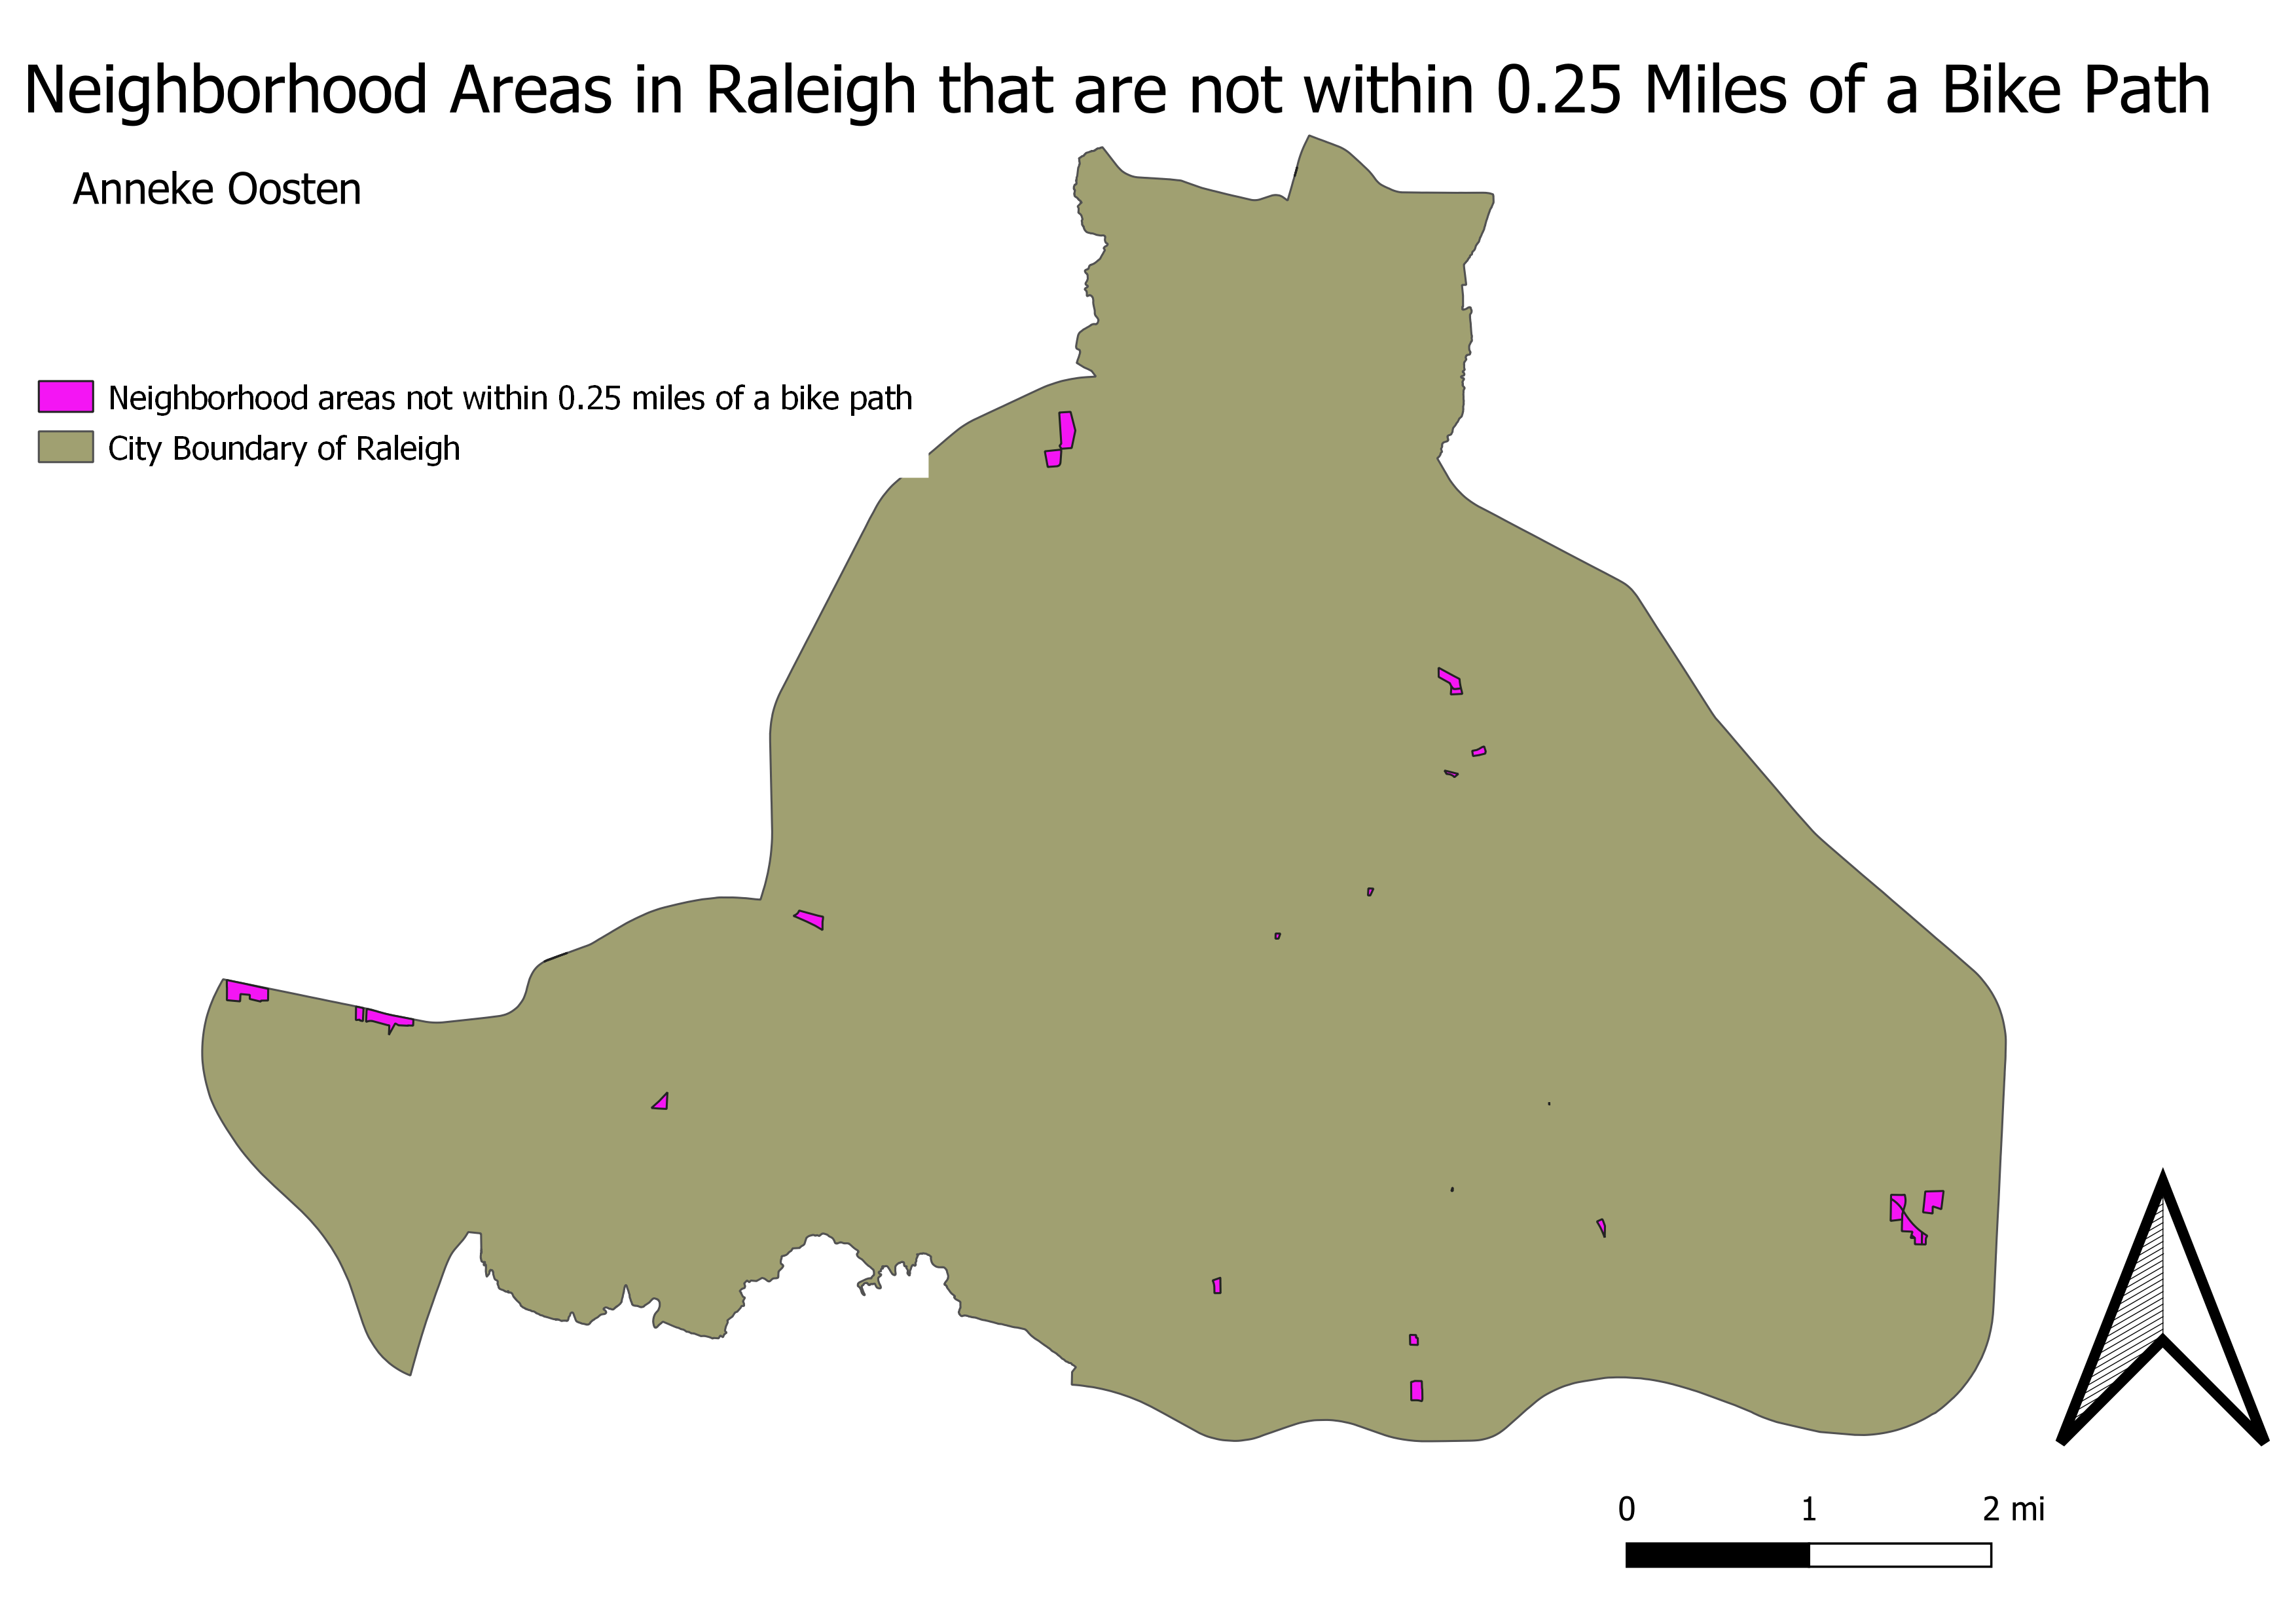 Neighborhood Areas in Raleigh that are not within 0.25 Miles of a Bike Path
Anneke Oosten
Neighborhood areas not within 0.25 miles of a bike path
City Boundary of Raleigh
0 1 2 mi